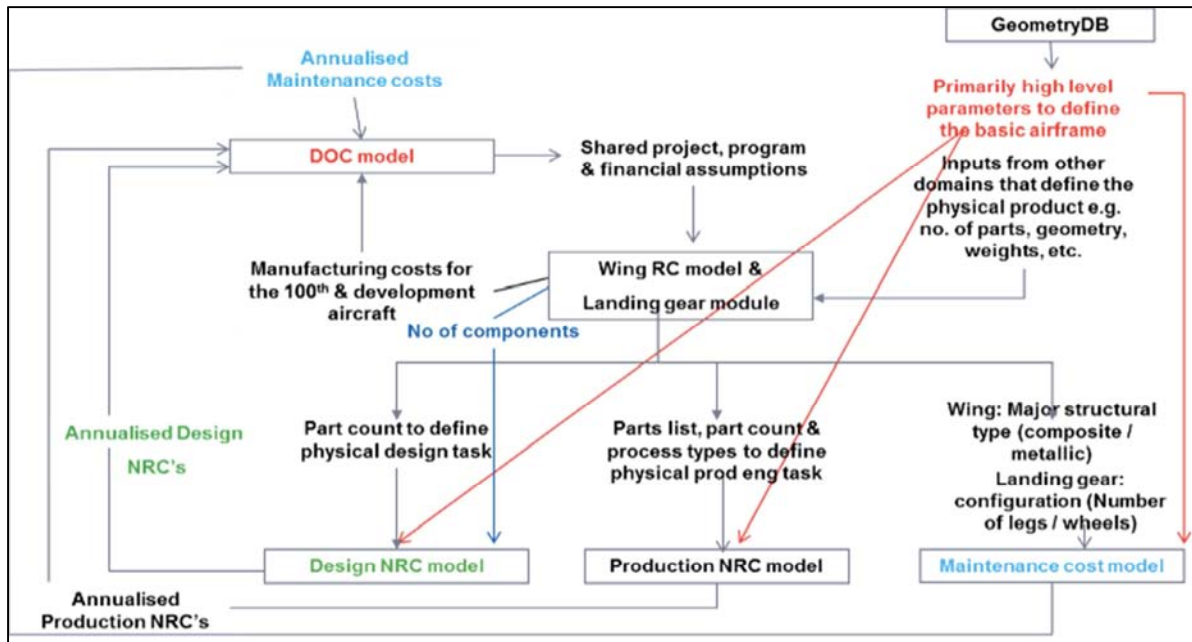 GeometryDB
Annualised
Maintenance costs
Primarily high level
parameters to define
the basic airframe
DOC model
Shared project, program
& financial assumptions
Inputs from other
domains that define the
physical product e.g.
no. of parts, geometry,
weights, etc.
Manufacturing costs for
the 100th & development
aircraft
Wing RC model &
Landing gear module
No of components
Annualised Design
NRC's
Part count to define
physical design task
Parts list, part count &
process types to define
physical prod eng task
Wing: Major structural
type (composite /
metallic)
Landing gear:
configuration (Number
of legs / wheels)
Design NRC model
Production NRC model
Maintenance cost model
Annualised
Production NRC's